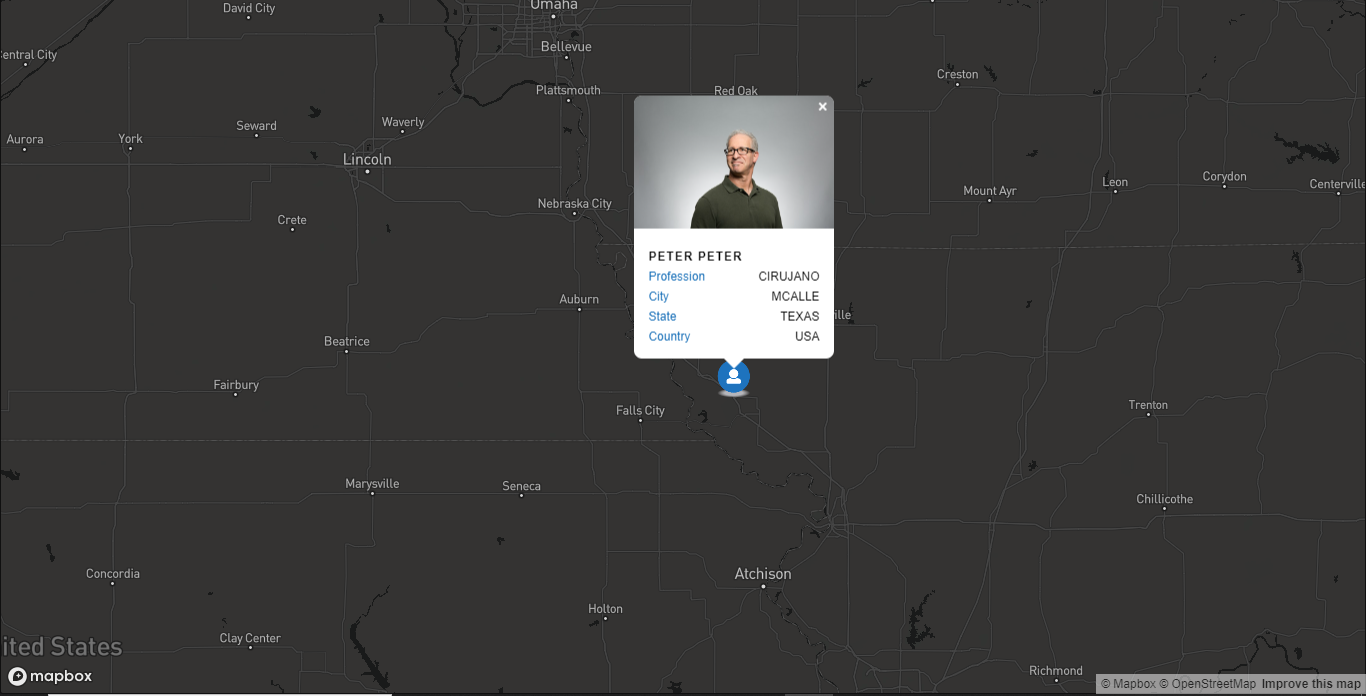 David City
Omaha
Central City
Bellevue
Creston
Plattsmouth
Red Oak
×
Aurora
York
Seward
Waverly
Lincoln
Mount Ayr
Leon
Corydon
Centerville
Crete
Nebraska City
PETER PETER
Profession CIRUJANO
City MCALLE
State TEXAS
Country USA
Auburn
ville
Beatrice
Fairbury
Falls City
Trenton
Marysville
Seneca
Chillicothe
Concordia
Atchison
Holton
Clay Center
ited States
mapbox
Richmond
© Mapbox © OpenStreetMap Improve this map